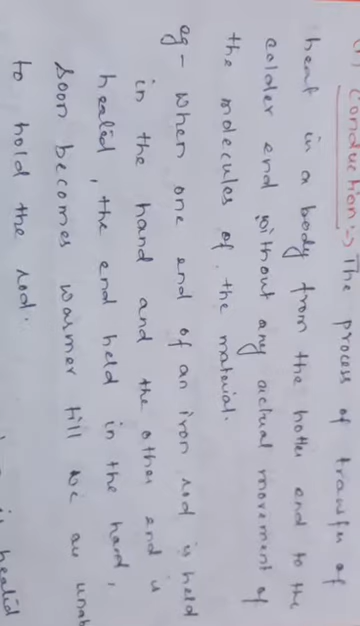 (1) Conduction:→ The process of transfer of
heat in a body from the hotter end to the
colder end without any actual movement of
the molecules of the material.
eg – When one end of an iron rod is held
in the hand and the other end is
heated, the end held in the hand,
soon becomes warmer till we are unab
to hold the rod.
is heated